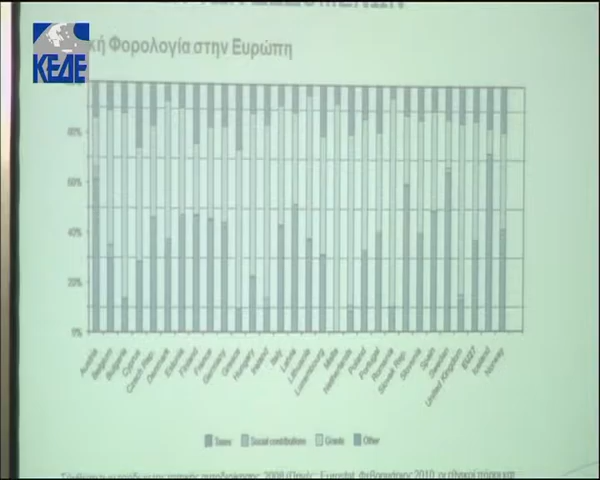 ΚΕΔΕ
κή Φορολογία στην Ευρώπη
80%
60%
40%
20%
0%
Austria
Belgium
Bulgaria
Cyprus
Czech Rep.
Denmark
Estonia
Finland
France
Germany
Greece
Hungary
Ireland
Italy
Latvia
Lithuania
Luxembourg
Malta
Netherlands
Poland
Portugal
Romania
Slovak Rep.
Slovenia
Spain
Sweden
United Kingdom
EU27
Iceland
Norway
Taxes
Social contributions
Grants
Other